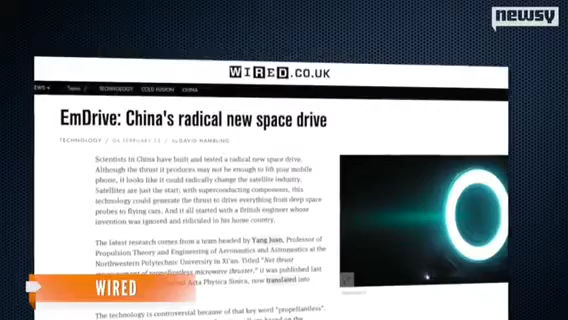 newsy
WIRED.CO.UK
NEWS
Topics
TECHNOLOGY
COLD FUSION
CHINA
EmDrive: China's radical new space drive
TECHNOLOGY / 06 FEBRUARY 13 / by DAVID HAMBLING
Scientists in China have built and tested a radical new space drive.
Although the thrust it produces may not be enough to lift your mobile
phone, it looks like it could radically change the satellite industry.
Satellites are just the start: with superconducting components, this
technology could generate the thrust to drive everything from deep space
probes to flying cars. And it all started with a British engineer whose
invention was ignored and ridiculed in his home country.
The latest research comes from a team headed by Yang Juan, Professor of
Propulsion Theory and Engineering of Aeronautics and Astronautics at the
Northwestern Polytechnic University in Xi'an. Titled "Net thrust
of propellantless microwave thruster," it was published last
Acta Physica Sinica, now translated into
WIRED
The technology is controversial because of that key word "propellantless".